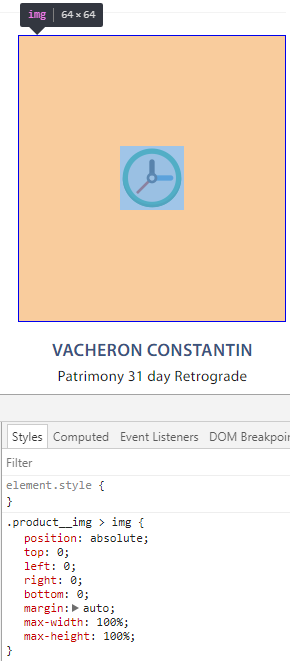 img | 64 × 64
VACHERON CONSTANTIN
Patrimony 31 day Retrograde
Styles Computed Event Listeners DOM Breakpoin
Filter
element.style {
}
.product__img > img {
position: absolute;
top: 0;
left: 0;
right: 0;
bottom: 0;
margin:▶ auto;
max-width: 100%;
max-height: 100%;
}